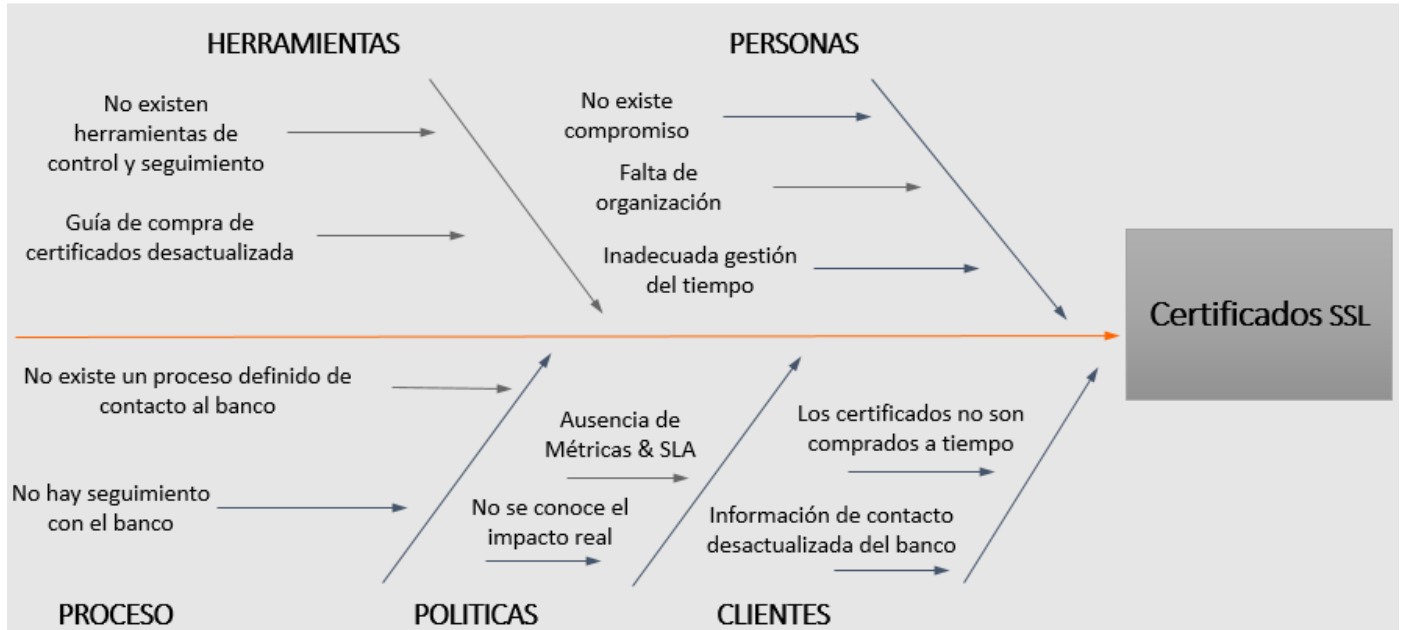 HERRAMIENTAS
No existen
herramientas de
control y seguimiento
Guía de compra de
certificados desactualizada
PERSONAS
No existe
compromiso
Falta de
organización
Inadecuada gestión
del tiempo
Certificados SSL
No existe un proceso definido de
contacto al banco
No hay seguimiento
con el banco
PROCESO
Ausencia de
Métricas & SLA
No se conoce el
impacto real
POLITICAS
Los certificados no son
comprados a tiempo
Información de contacto
desactualizada del banco
CLIENTES